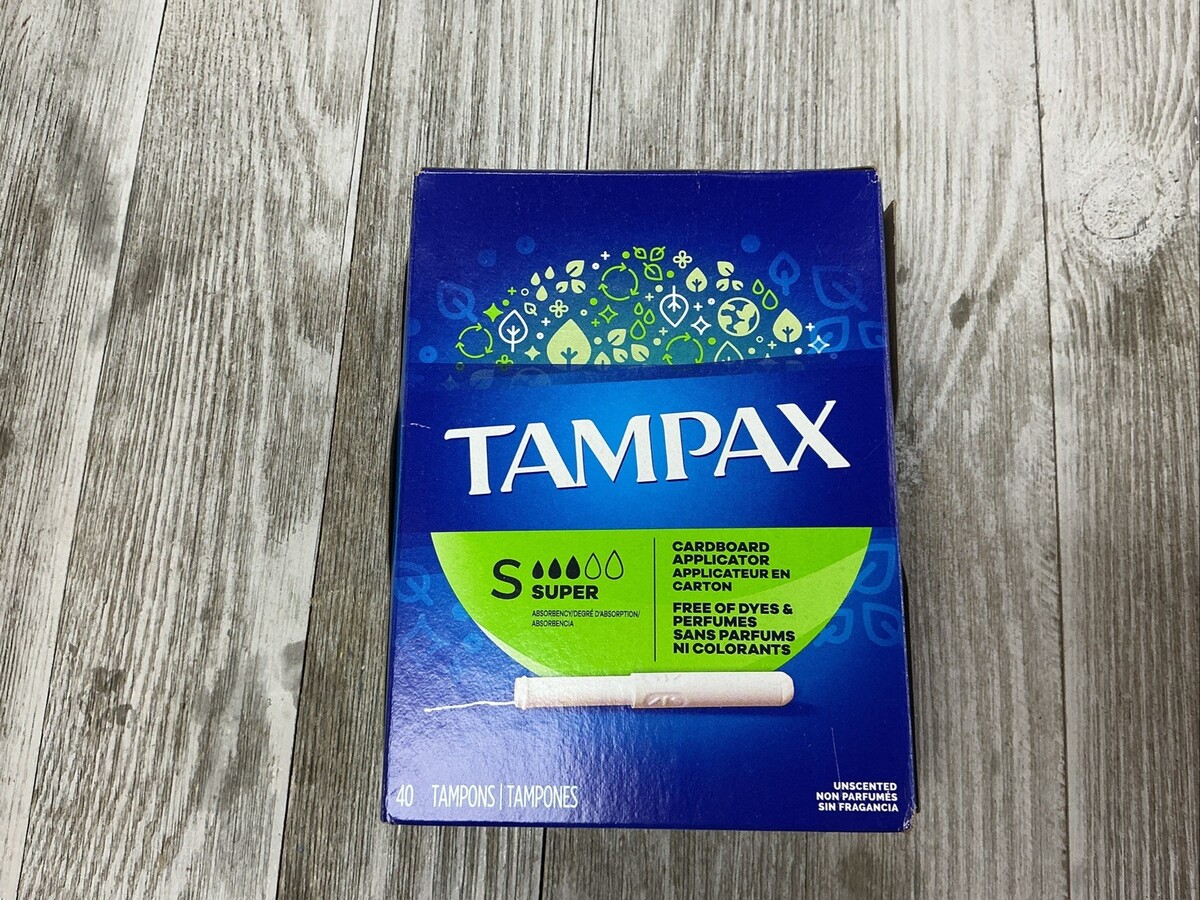 TAMPAX
S SUPER
ABSORBENCY/DEGRÉ D'ABSORPTION/
ABSORBENCIA
CARDBOARD
APPLICATOR
APPLICATEUR EN
CARTON
FREE OF DYES &
PERFUMES
SANS PARFUMS
NI COLORANTS
40 TAMPONS | TAMPONES
UNSCENTED
NON PARFUMÉS
SIN FRAGANCIA